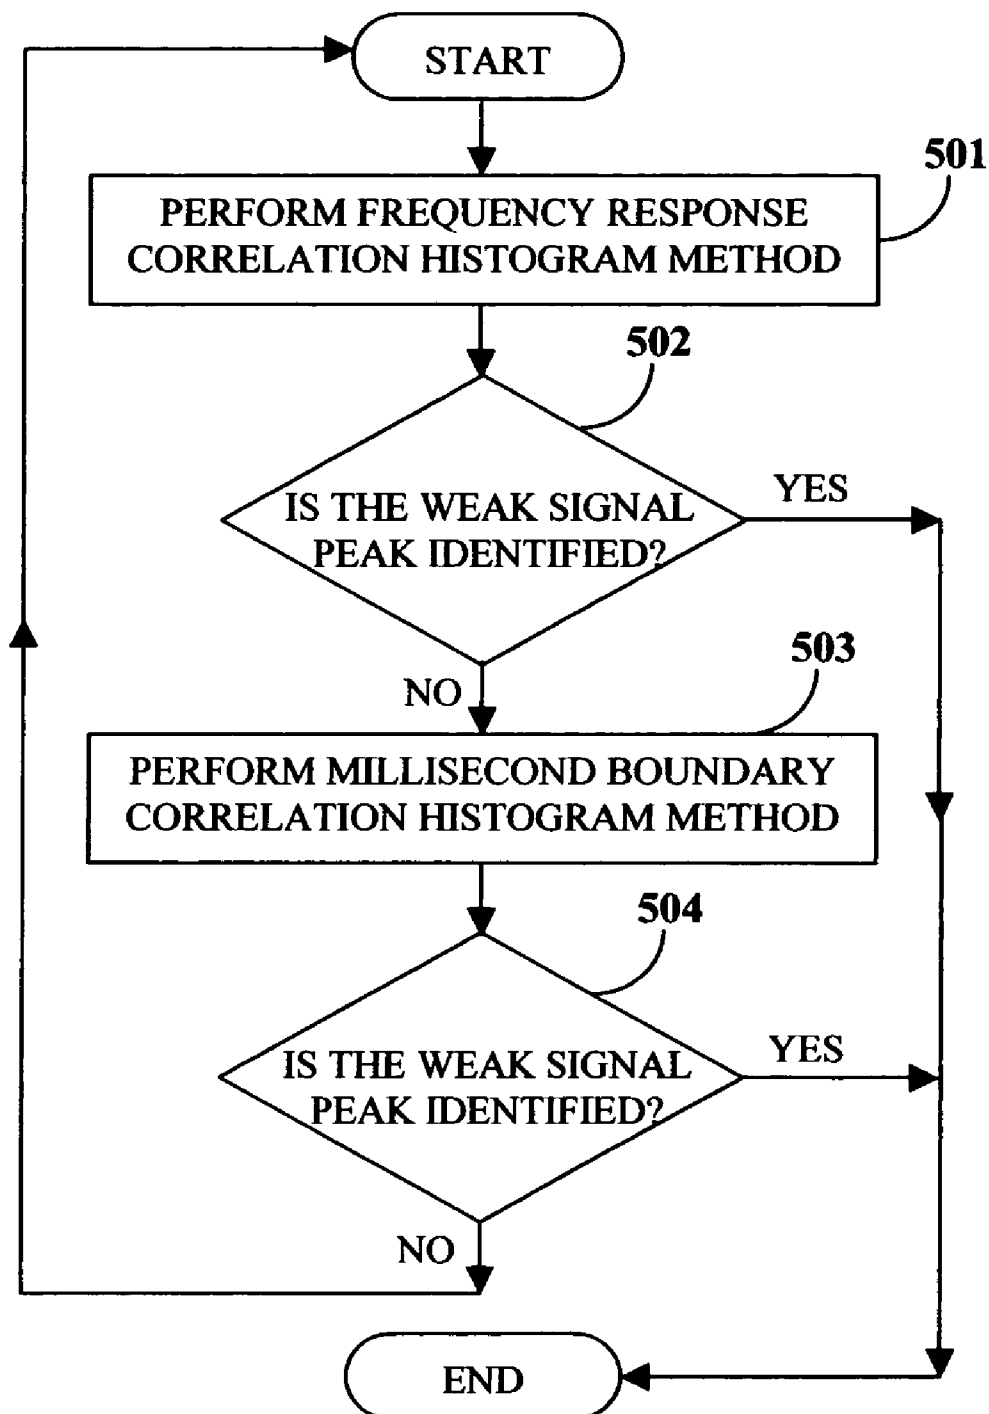 START
501
PERFORM FREQUENCY RESPONSE
CORRELATION HISTOGRAM METHOD
502
IS THE WEAK SIGNAL
PEAK IDENTIFIED?
YES
NO
503
PERFORM MILLISECOND BOUNDARY
CORRELATION HISTOGRAM METHOD
504
IS THE WEAK SIGNAL
PEAK IDENTIFIED?
YES
NO
END